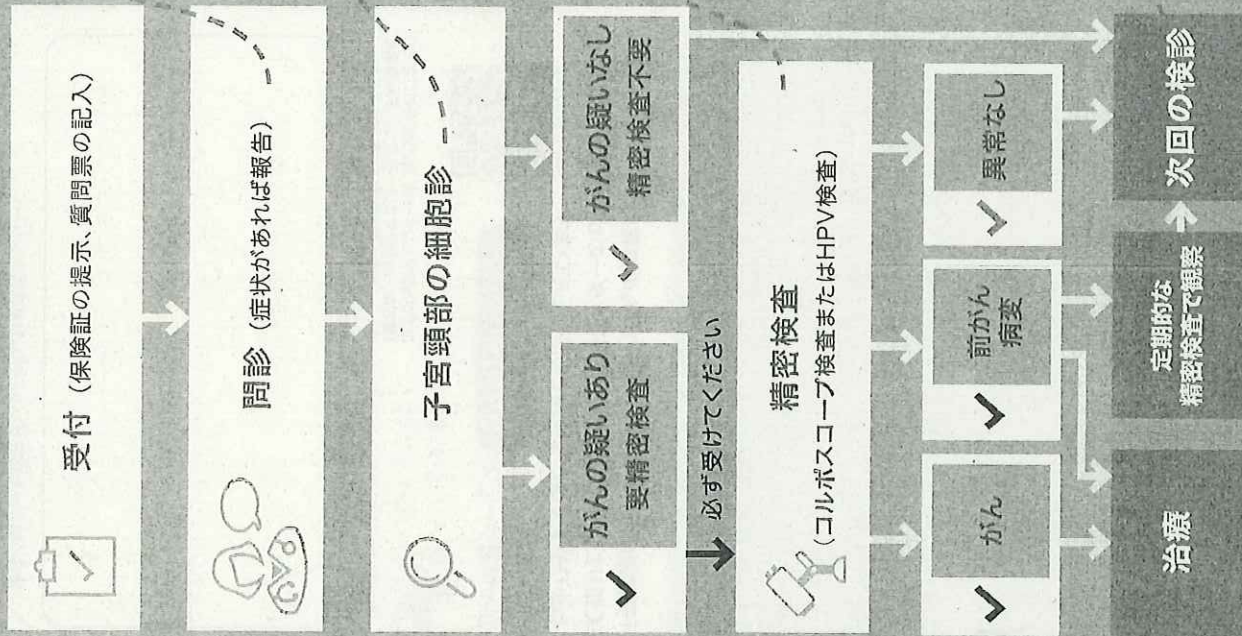 受付（保険証の提示、質問票の記入）
問診（症状があれば報告）
子宮頸部の細胞診
がんの疑いあり
要精密検査
がんの疑いなし
精密検査不要
必ず受けてください
精密検査
（コルポスコープ検査またはHPV検査）
がん
前がん
病変
異常なし
治療
定期的な
精密検査で観察
次回の検診